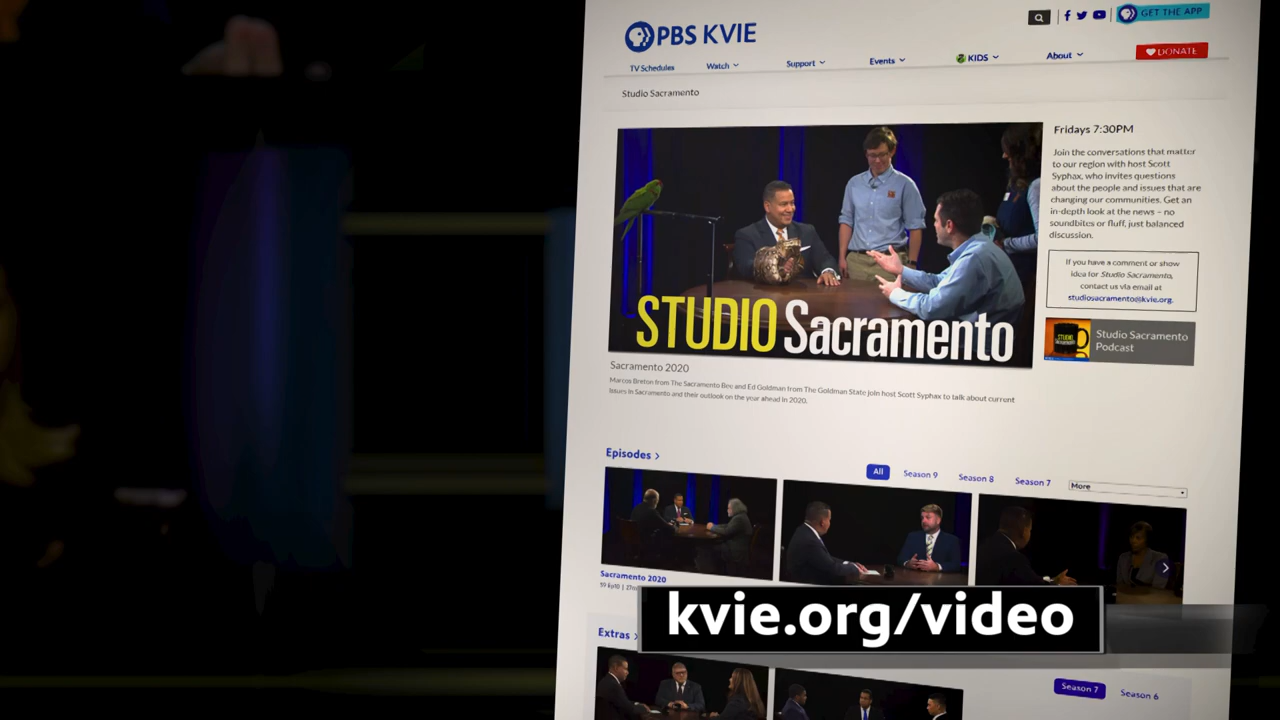 GET THE APP
PBS KVIE
TV Schedules
Watch
Support
Events
KIDS
About
DONATE
Studio Sacramento
Fridays 7:30PM
Join the conversations that matter
to our region with host Scott
Syphax, who invites questions
about the people and issues that are
changing our communities. Get an
in-depth look at the news – no
soundbites or fluff, just balanced
discussion.
If you have a comment or show
idea for Studio Sacramento,
contact us via email at
studiosacramento@kvie.org.
Studio Sacramento
Podcast
STUDIO Sacramento
Sacramento 2020
Marcos Breton from The Sacramento Bee and Ed Goldman from The Goldman State join host Scott Syphax to talk about current
issues in Sacramento and their outlook on the year ahead in 2020.
Episodes >
All
Season 9
Season 8
Season 7
More
Sacramento 2020
kvie.org/video
Extras >
Season 7
Season 6